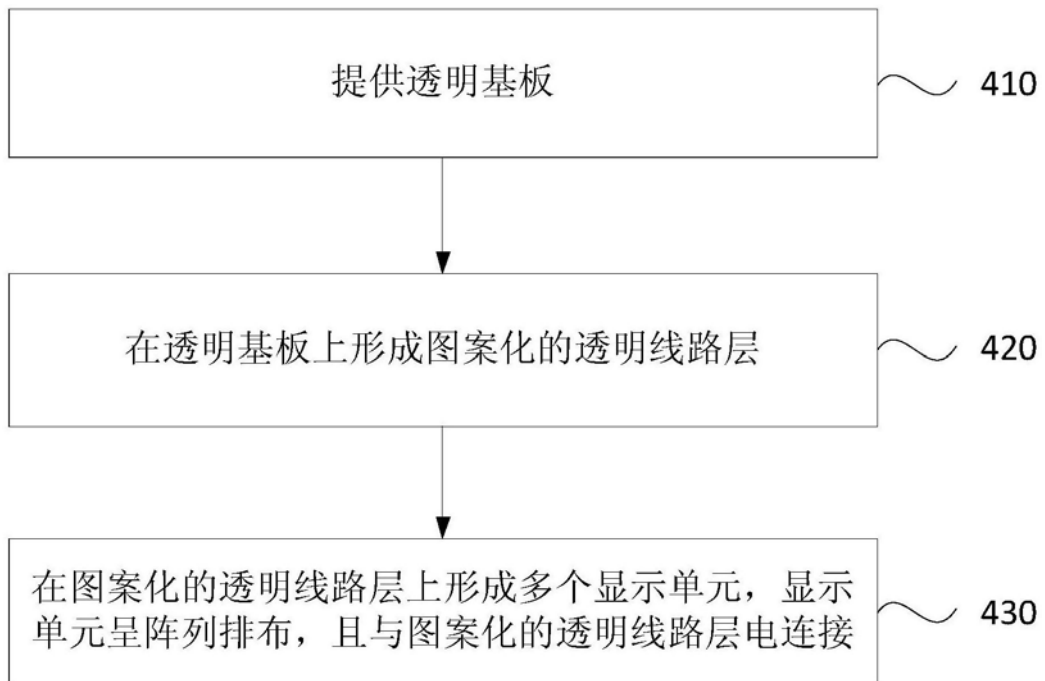 提供透明基板
410
在透明基板上形成图案化的透明线路层
420
在图案化的透明线路层上形成多个显示单元，显示
单元呈阵列排布，且与图案化的透明线路层电连接
430